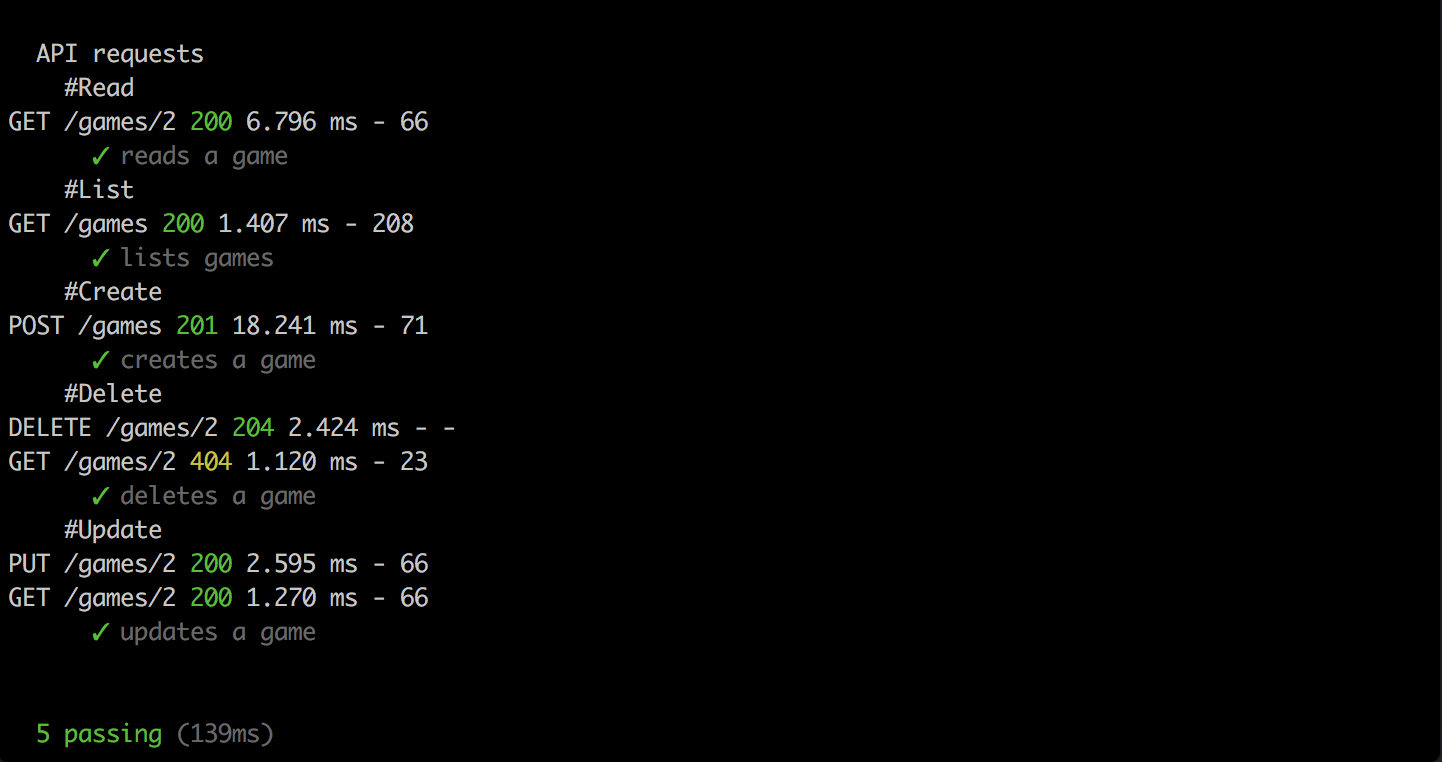 API requests
#Read
GET /games/2 200 6.796 ms - 66
✓ reads a game
#List
GET /games 200 1.407 ms - 208
✓ lists games
#Create
POST /games 201 18.241 ms - 71
✓ creates a game
#Delete
DELETE /games/2 204 2.424 ms - -
GET /games/2 404 1.120 ms - 23
✓ deletes a game
#Update
PUT /games/2 200 2.595 ms - 66
GET /games/2 200 1.270 ms - 66
✓ updates a game
5 passing (139ms)